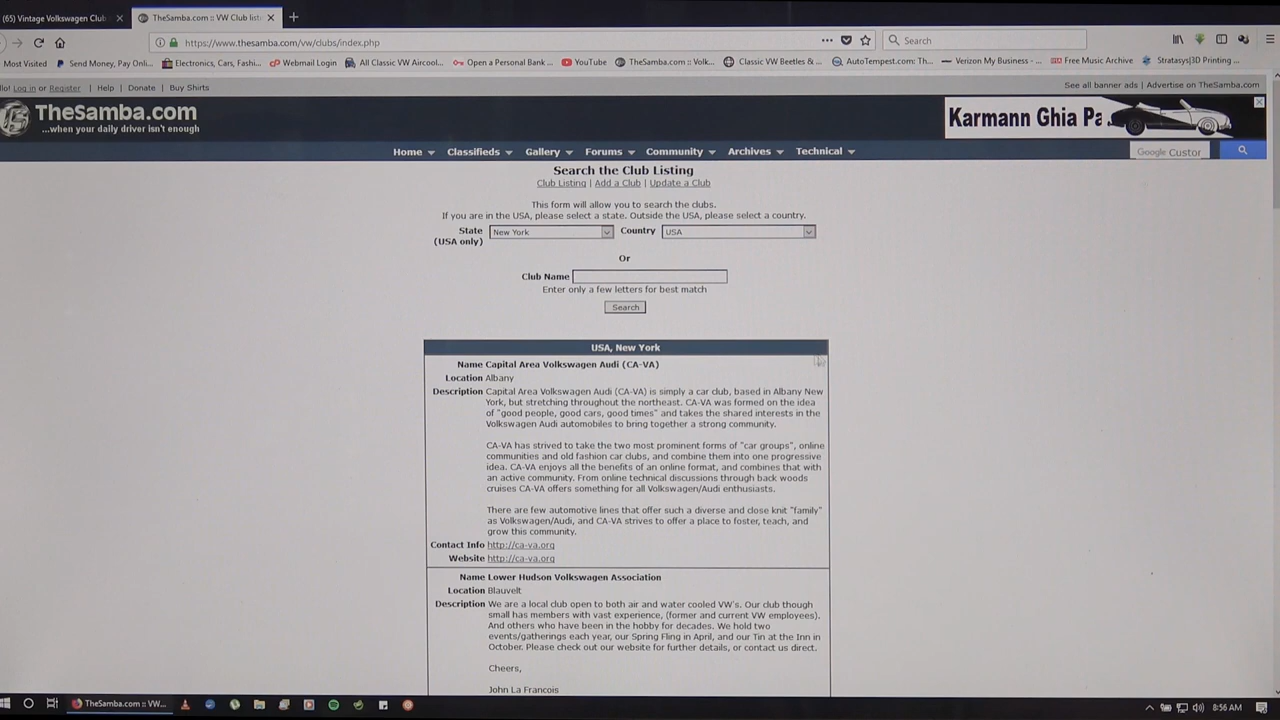 (65) Vintage Volkswagen Club
TheSamba.com :: VW Club list
https://www.thesamba.com/vw/clubs/index.php
Search
Most Visited
Send Money, Pay Onli...
Electronics, Cars, Fashi...
Webmail Login
All Classic VW Aircool...
Open a Personal Bank ...
YouTube
TheSamba.com :: Volk...
Classic VW Beetles & ...
AutoTempest.com: Th...
Verizon My Business - ...
Free Music Archive
Stratasys|3D Printing ...
llo! Log in or Register | Help | Donate | Buy Shirts
See all banner ads | Advertise on TheSamba.com
TheSamba.com
...when your daily driver isn't enough
Karmann Ghia Pa
Home
Classifieds
Gallery
Forums
Community
Archives
Technical
Google Custor
Search the Club Listing
Club Listing | Add a Club | Update a Club
This form will allow you to search the clubs.
If you are in the USA, please select a state. Outside the USA, please select a country.
State New York Country USA
(USA only)
Or
Club Name
Enter only a few letters for best match
Search
USA, New York
Name Capital Area Volkswagen Audi (CA-VA)
Location Albany
Description Capital Area Volkswagen Audi (CA-VA) is simply a car club, based in Albany New
York, but stretching throughout the northeast. CA-VA was formed on the idea
of "good people, good cars, good times" and takes the shared interests in the
Volkswagen Audi automobiles to bring together a strong community.
CA-VA has strived to take the two most prominent forms of "car groups", online
communities and old fashion car clubs, and combine them into one progressive
idea. CA-VA enjoys all the benefits of an online format, and combines that with
an active community. From online technical discussions through back woods
cruises CA-VA offers something for all Volkswagen/Audi enthusiasts.
There are few automotive lines that offer such a diverse and close knit "family"
as Volkswagen/Audi, and CA-VA strives to offer a place to foster, teach, and
grow this community.
Contact Info http://ca-va.org
Website http://ca-va.org
Name Lower Hudson Volkswagen Association
Location Blauvelt
Description We are a local club open to both air and water cooled VW's. Our club though
small has members with vast experience, (former and current VW employees).
And others who have been in the hobby for decades. We hold two
events/gatherings each year, our Spring Fling in April, and our Tin at the Inn in
October. Please check out our website for further details, or contact us direct.
Cheers,
John La Francois
TheSamba.com :: VW...
8:56 AM